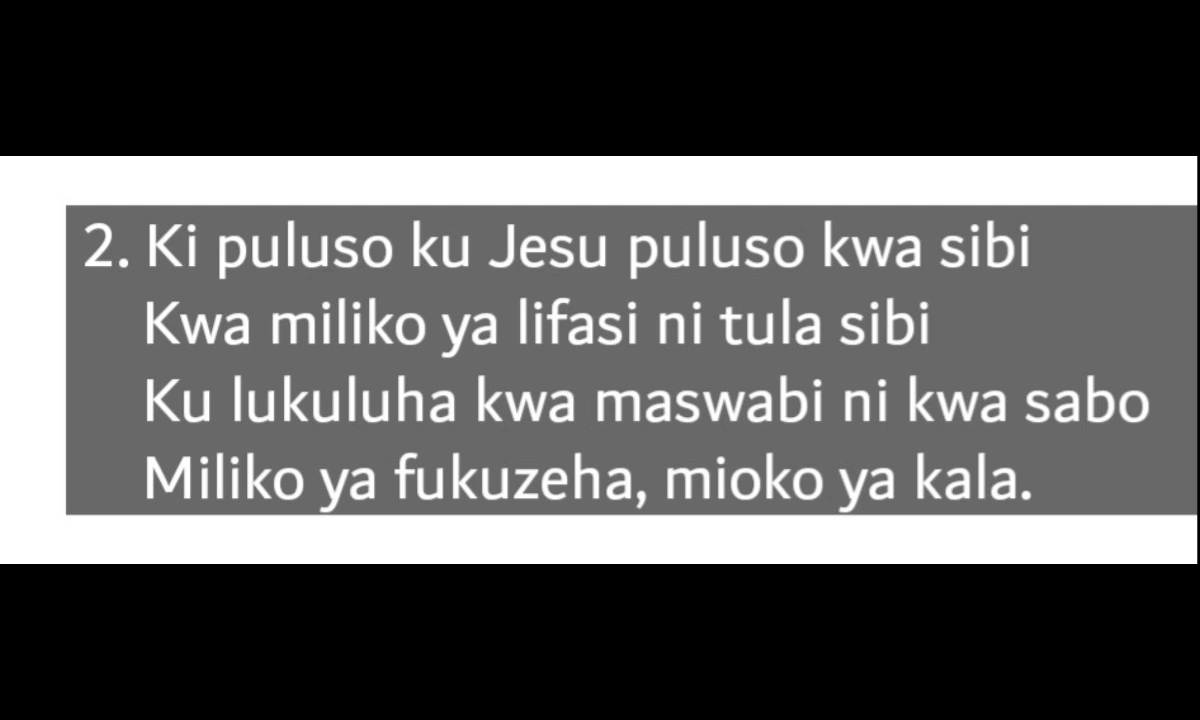 2. Ki puluso ku Jesu puluso kwa sibi
Kwa miliko ya lifasi ni tula sibi
Ku lukuluha kwa maswabi ni kwa sabo
Miliko ya fukuzeha, mioko ya kala.